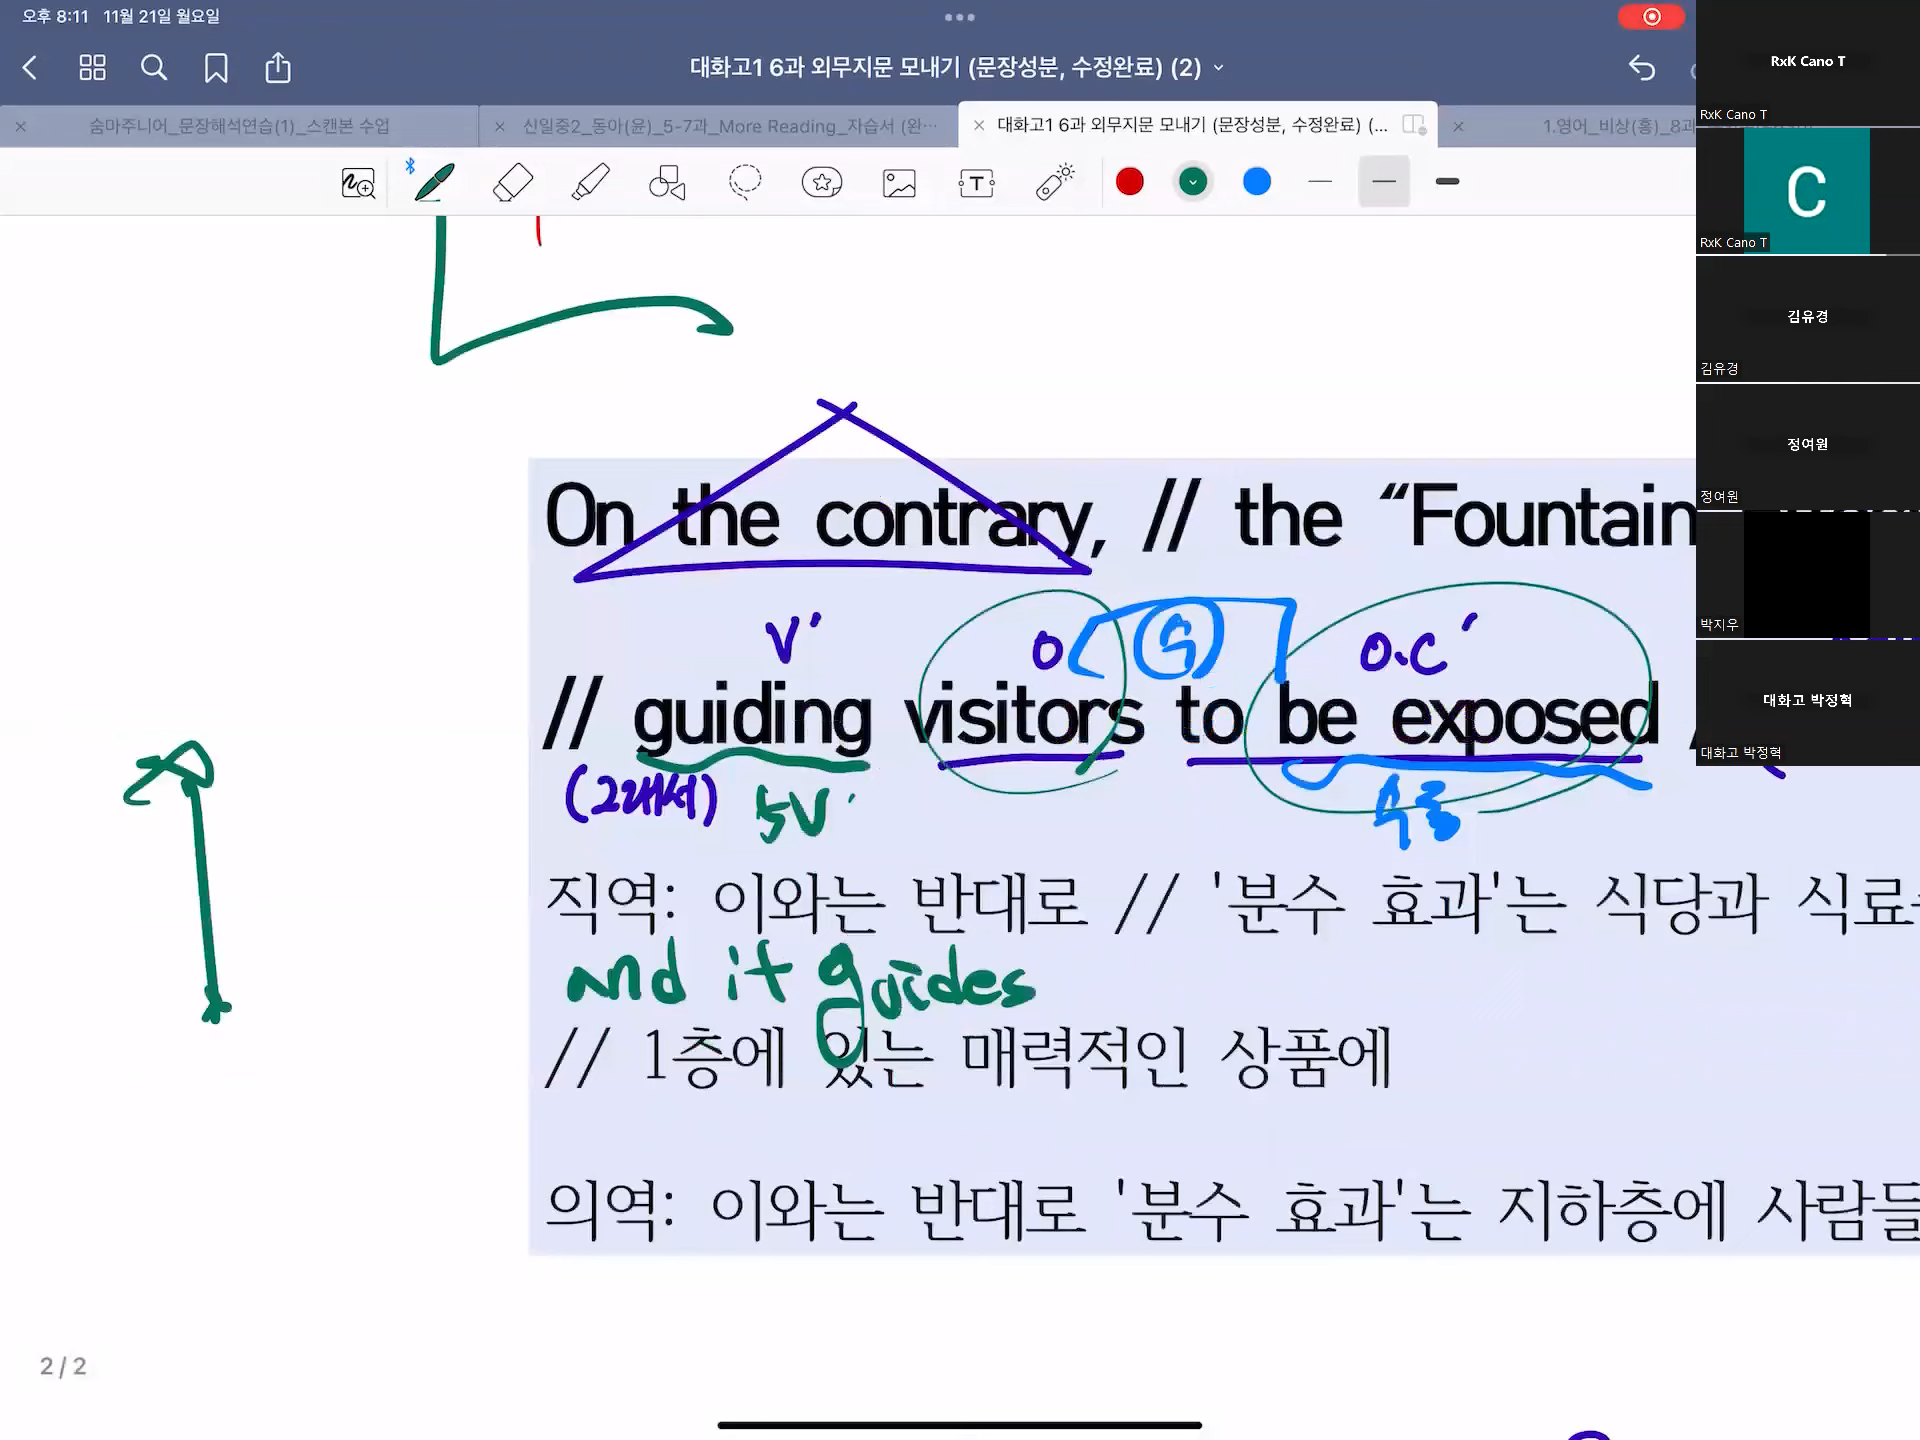 오후 8:11 11월 21일 월요일
대화고1 6과 외무지문 모내기 (문장성분, 수정완료) (2)
숨마주니어_문장해석연습(1)_스캔본 수업
신일중2_동아(윤)_5-7과_More Reading_자습서 (완…
대화고1 6과 외무지문 모내기 (문장성분, 수정완료) (…
1.영어_비상(홍)_8과
RxK Cano T
RxK Cano T
C
RxK Cano T
김유경
김유경
정여원
정여원
박지우
대화고 박정혁
대화고 박정혁
On the contrary, // the “Fountain
V' O 수 O.C'
// guiding visitors to be exposed
(그래서) 5V' 수동
직역: 이와는 반대로 // '분수 효과'는 식당과 식료
and it guides
// 1층에 있는 매력적인 상품에
의역: 이와는 반대로 '분수 효과'는 지하층에 사람들
2 / 2